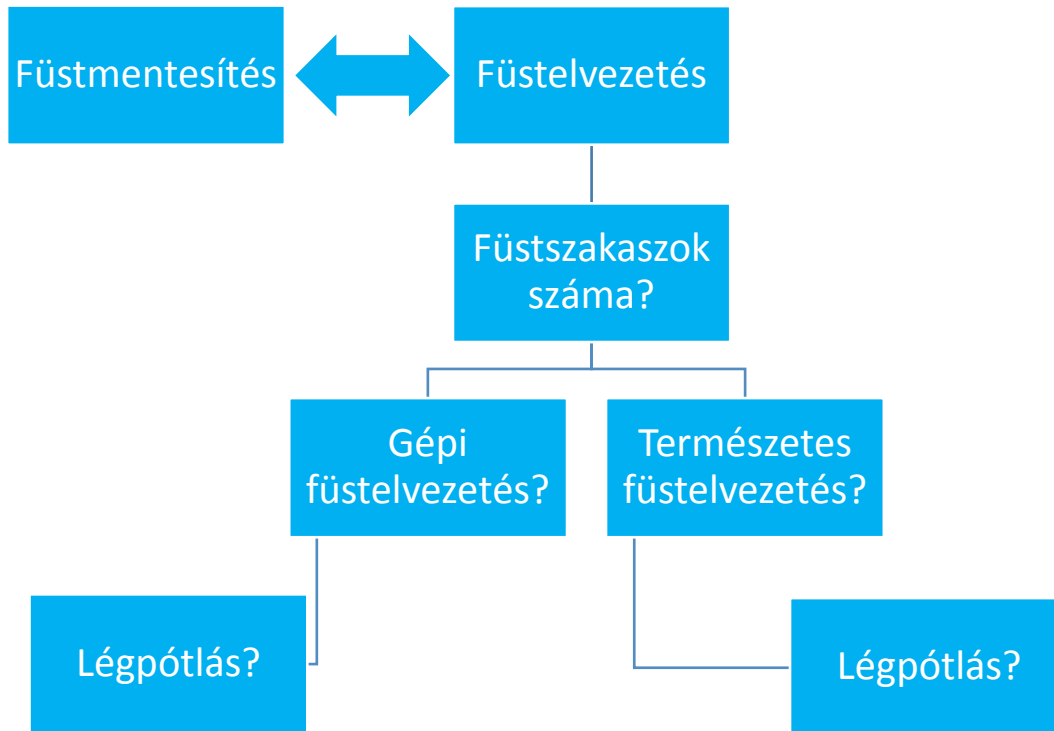 Füstmentesítés
Füstelvezetés
Füstszakaszok
száma?
Gépi
füstelvezetés?
Természetes
füstelvezetés?
Légpótlás?
Légpótlás?